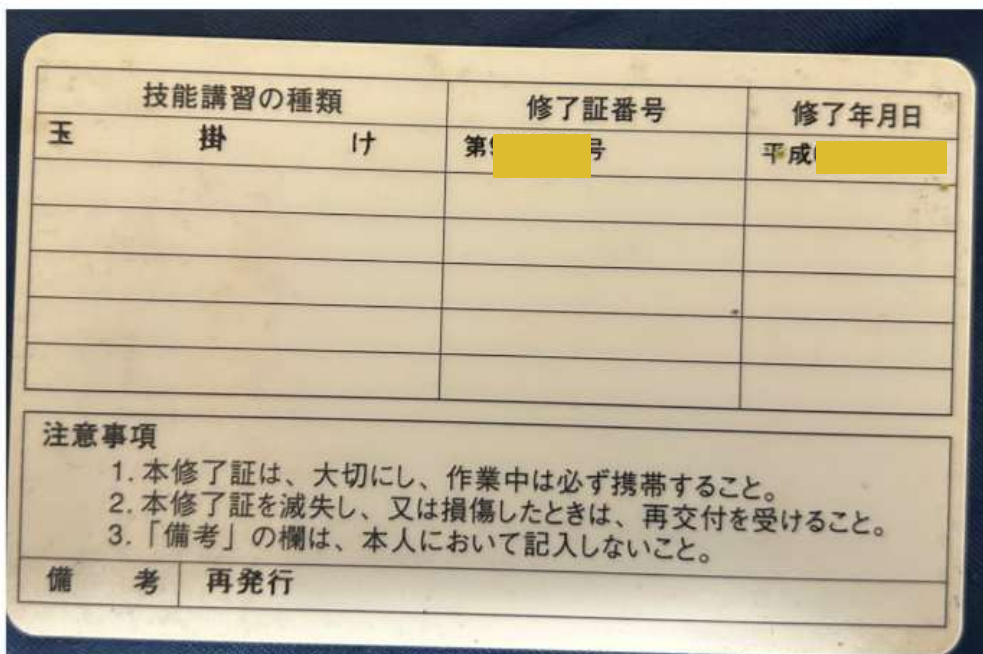 技能講習の種類 修了証番号 修了年月日
玉 掛 け 第 号 平成
注意事項
1. 本修了証は、大切にし、作業中は必ず携帯すること。
2. 本修了証を滅失し、又は損傷したときは、再交付を受けること。
3. 「備考」の欄は、本人において記入しないこと。
備 考 再発行